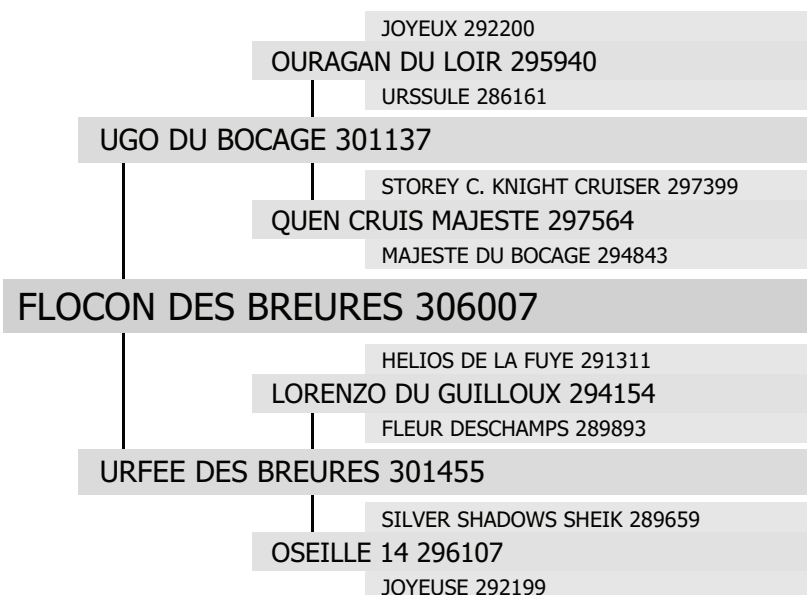 JOYEUX 292200
OURAGAN DU LOIR 295940
URSSULE 286161
UGO DU BOCAGE 301137
STOREY C. KNIGHT CRUISER 297399
QUEN CRUIS MAJESTE 297564
MAJESTE DU BOCAGE 294843
FLOCON DES BREURES 306007
HELIOS DE LA FUYE 291311
LORENZO DU GUILLOUX 294154
FLEUR DESCHAMPS 289893
URFEE DES BREURES 301455
SILVER SHADOWS SHEIK 289659
OSEILLE 14 296107
JOYEUSE 292199